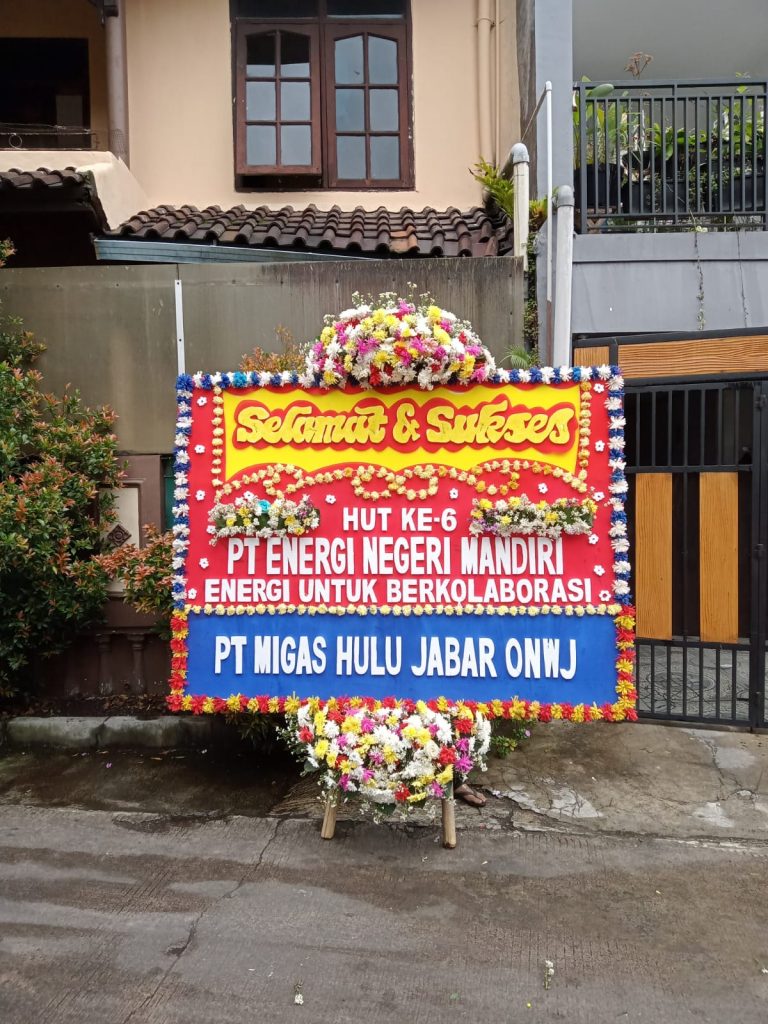 Selamat & Sukses
HUT KE-6
PT ENERGI NEGERI MANDIRI
ENERGI UNTUK BERKOLABORASI
PT MIGAS HULU JABAR ONWJ